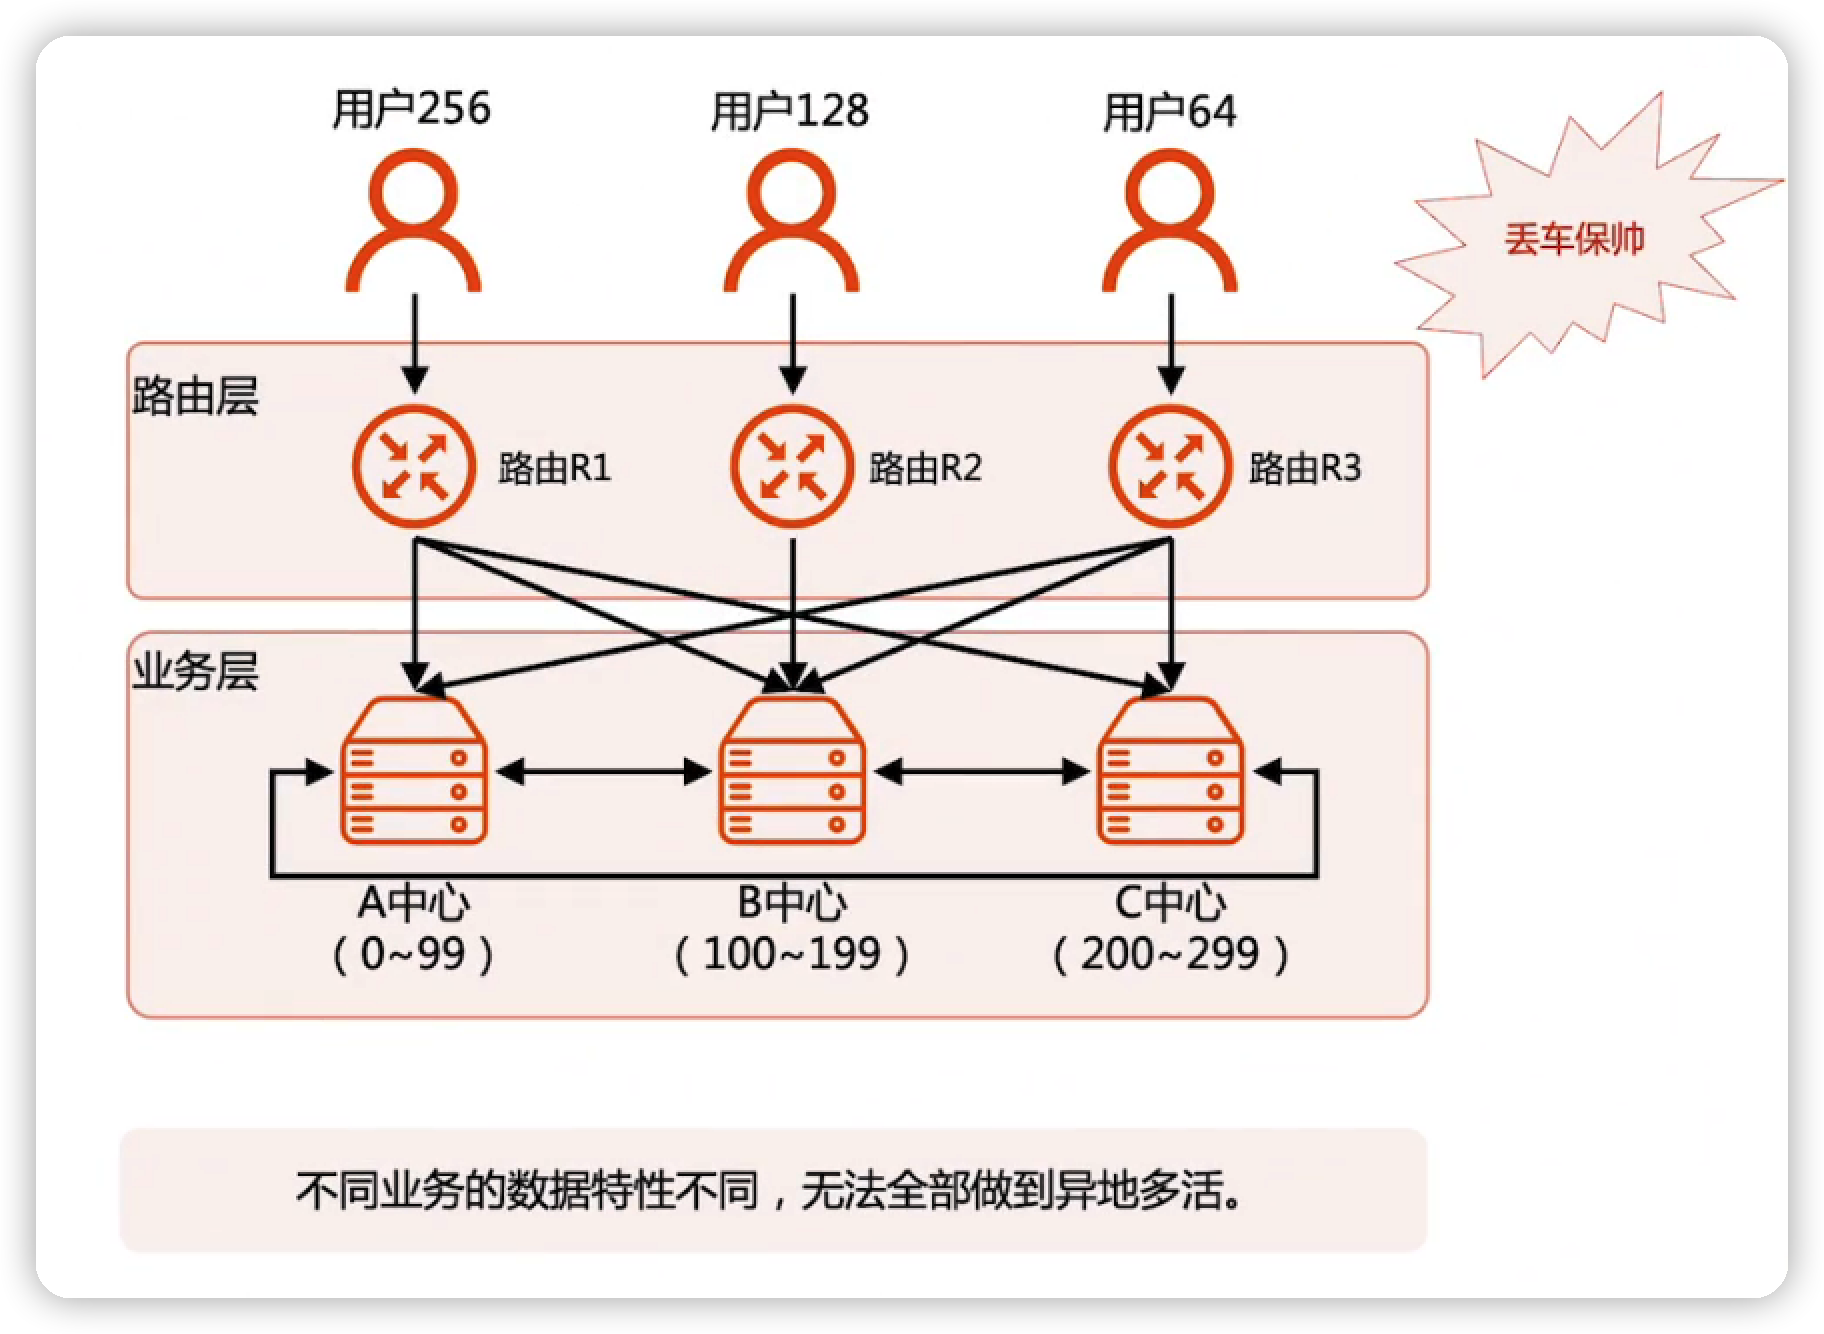 用户256
用户128
用户64
丢车保帅
路由层
路由R1
路由R2
路由R3
业务层
A中心
（0~99）
B中心
（100~199）
C中心
（200~299）
不同业务的数据特性不同，无法全部做到异地多活。